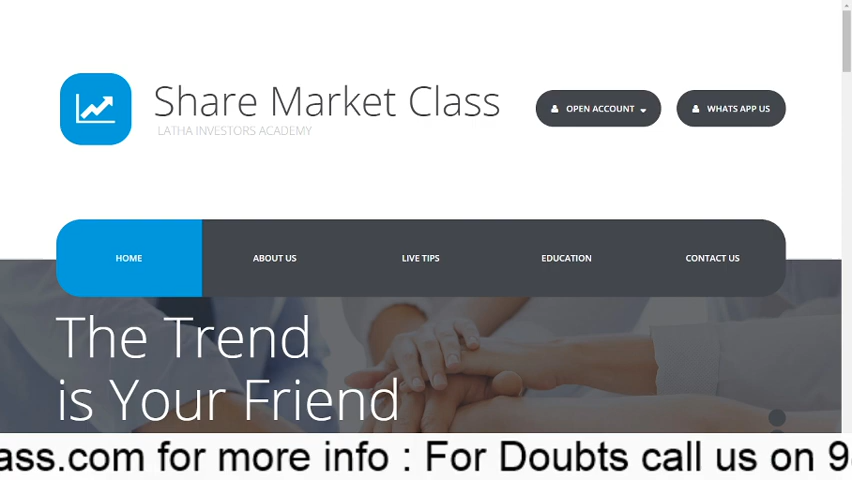 Share Market Class
LATHA INVESTORS ACADEMY
OPEN ACCOUNT
WHATS APP US
HOME
ABOUT US
LIVE TIPS
EDUCATION
CONTACT US
The Trend
is Your Friend
ass.com for more info : For Doubts call us on 9